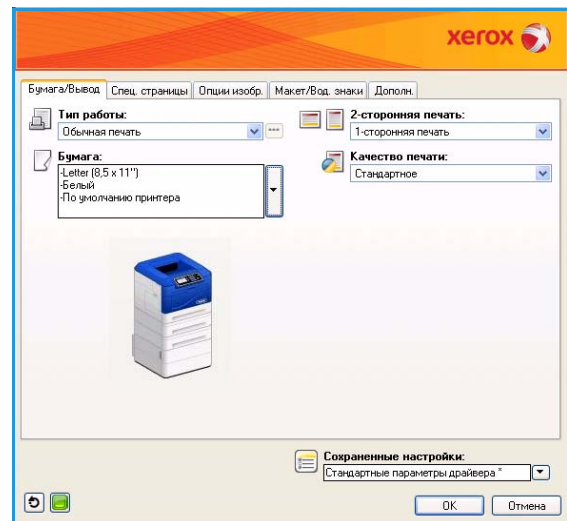 xerox
Бумага/Вывод Спец. страницы Опции изобр. Макет/Вод. знаки Дополн.
Тип работы:
Обычная печать
2-сторонняя печать:
1-сторонняя печать
Бумага:
-Letter (8,5 x 11'')
-Белый
-По умолчанию принтера
Качество печати:
Стандартное
Сохраненные настройки:
Стандартные параметры драйвера *
OK Отмена